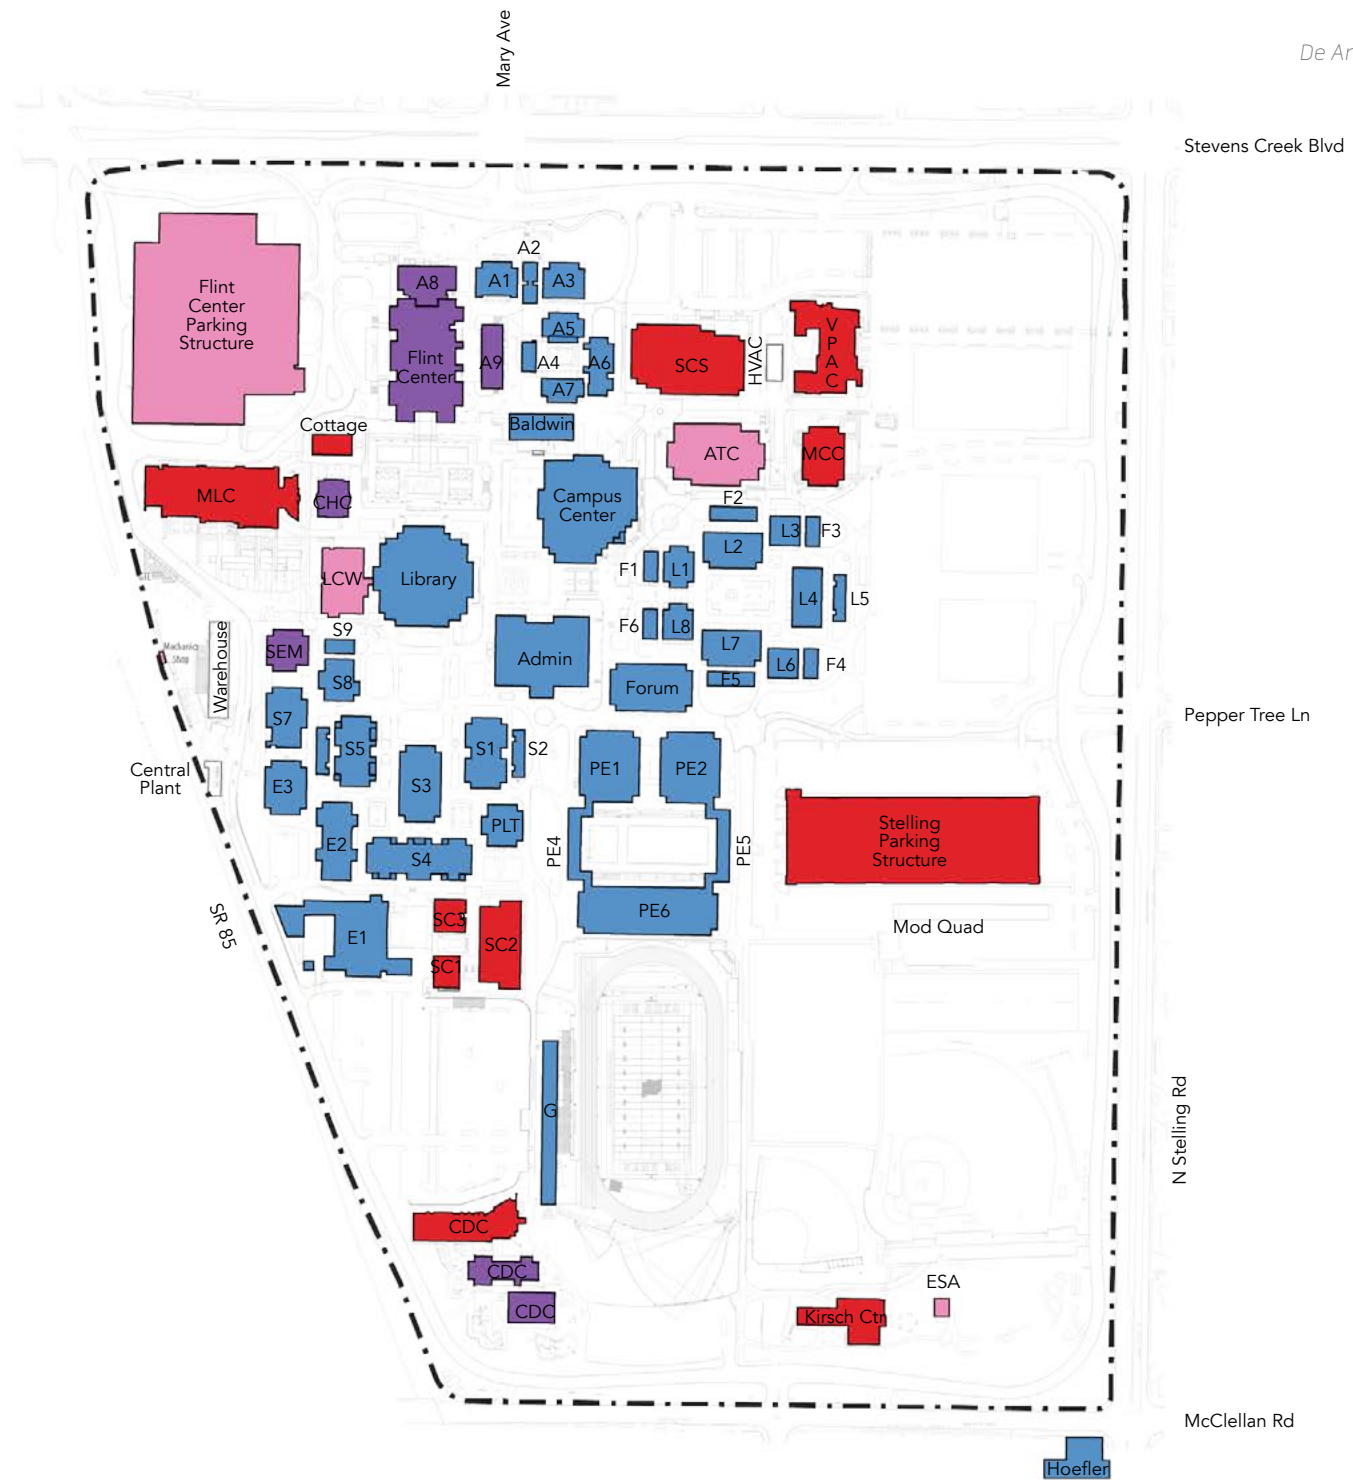 Mary Ave
De An
Stevens Creek Blvd
A2
A8
A1
A3
Flint
Center
Parking
Structure
A5
V
P
A
C
Flint
Center
A9
A4
A6
SCS
HVAC
A7
Cottage
Baldwin
ATC
MCC
MLC
CHC
Campus
Center
F2
L3
F3
L2
LCW
Library
F1
L1
L4
L5
S9
F6
L8
Warehouse
Mechanics
Shop
SEM
Admin
L7
L6
F4
S8
Forum
F5
S7
Pepper Tree Ln
S5
S1
S2
Central
Plant
E3
S3
PE1
PE2
PLT
Stelling
Parking
Structure
E2
S4
PE4
PE5
SR 85
E1
SC3
SC2
PE6
Mod Quad
SC1
G
N Stelling Rd
CDC
CDC
CDC
ESA
Kirsch Ctr
McClellan Rd
Hoefler